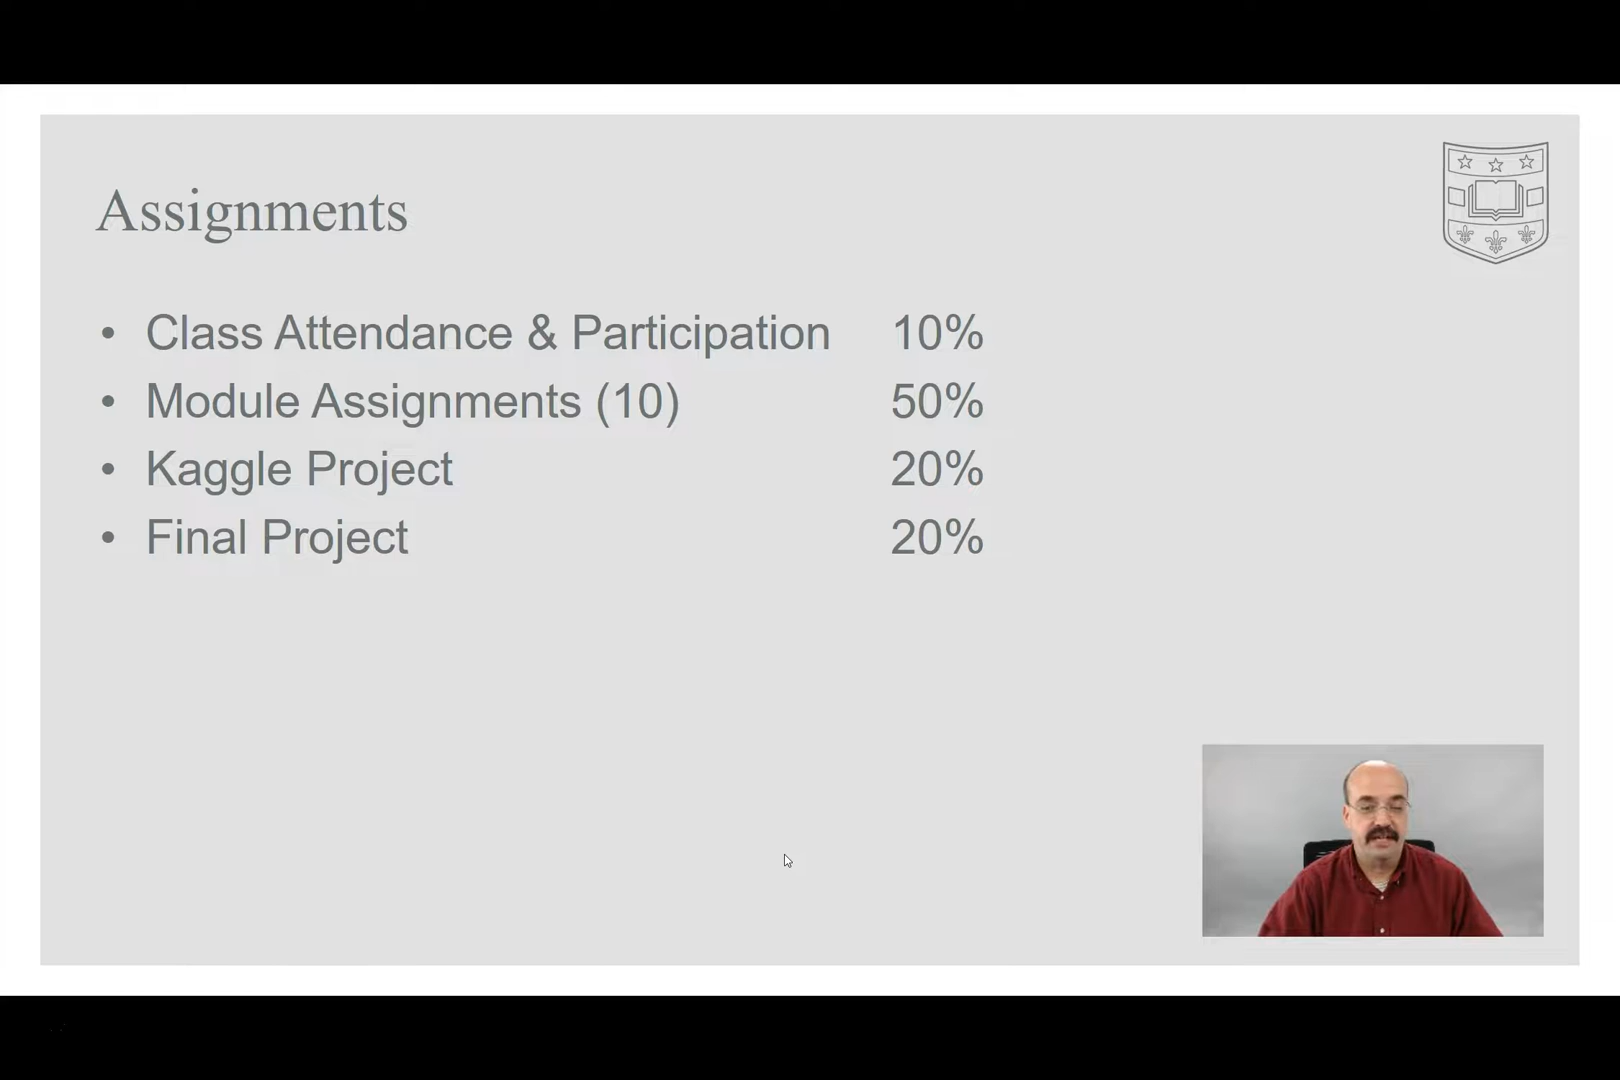 Assignments
• Class Attendance & Participation 10%
• Module Assignments (10) 50%
• Kaggle Project 20%
• Final Project 20%